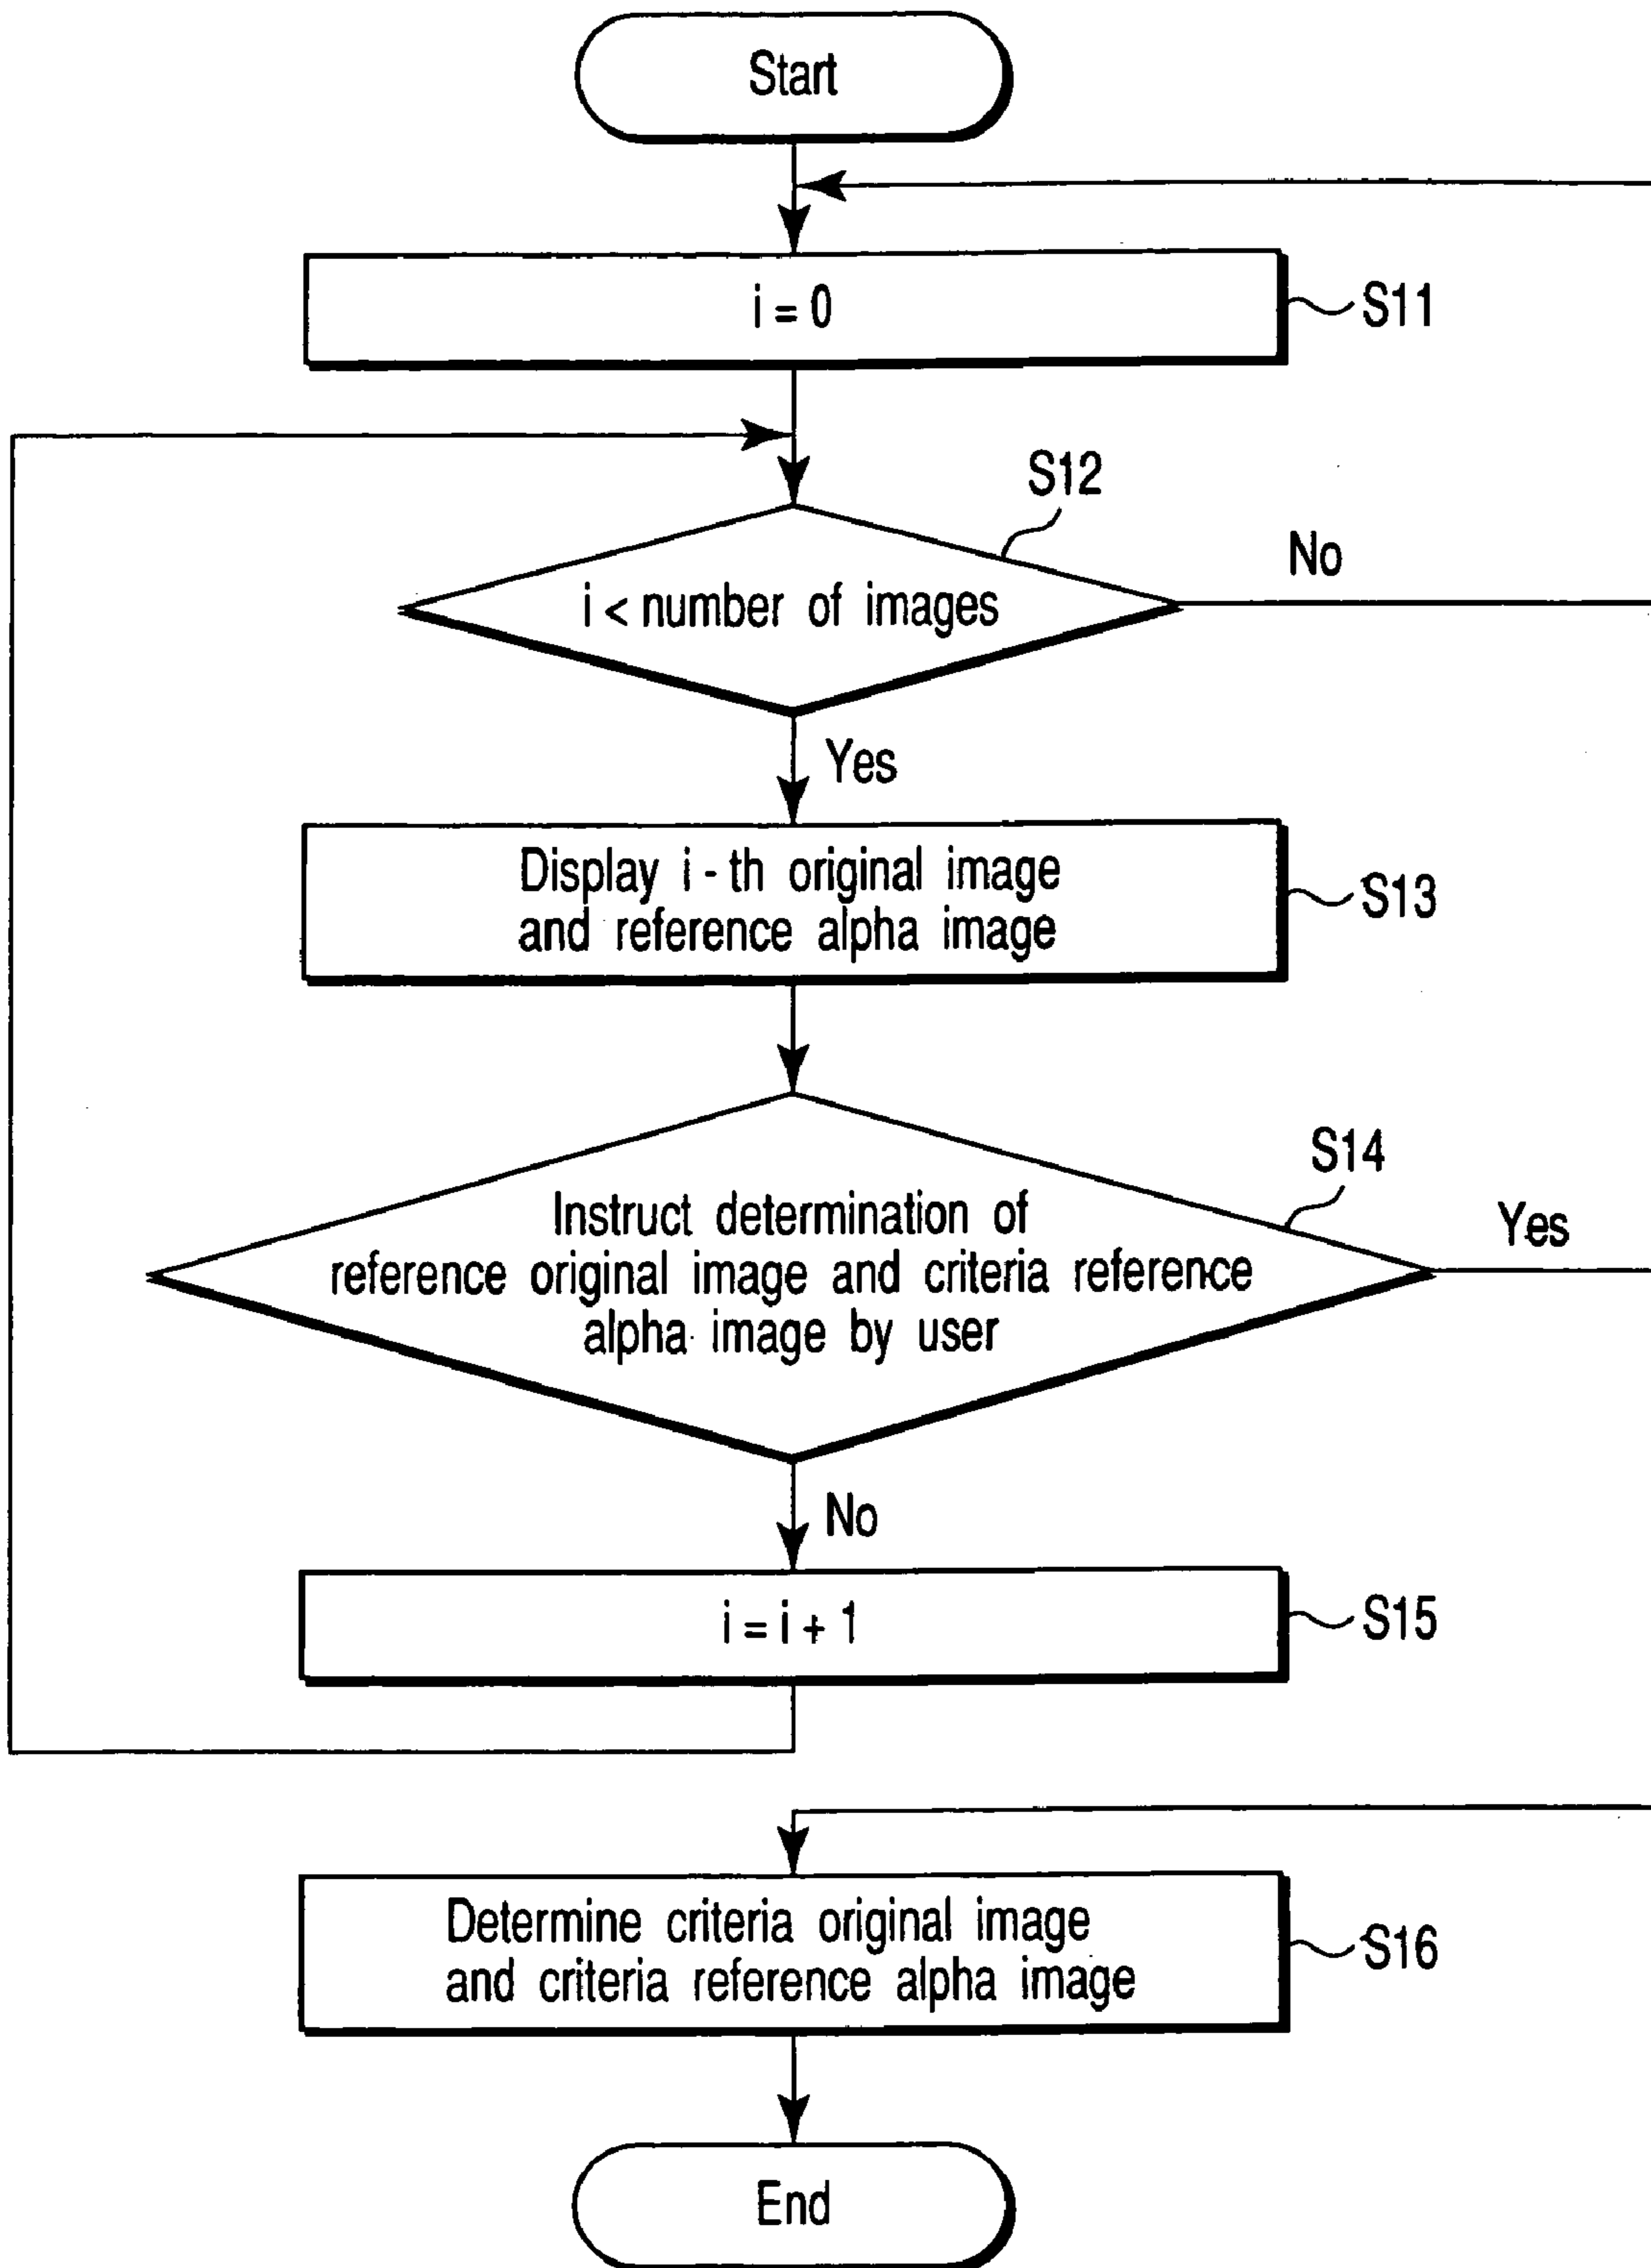 Start
i = 0
S11
S12
No
i < number of images
Yes
Display i - th original image
and reference alpha image
S13
S14
Yes
Instruct determination of
reference original image and criteria reference
alpha image by user
No
i = i + 1
S15
Determine criteria original image
and criteria reference alpha image
S16
End